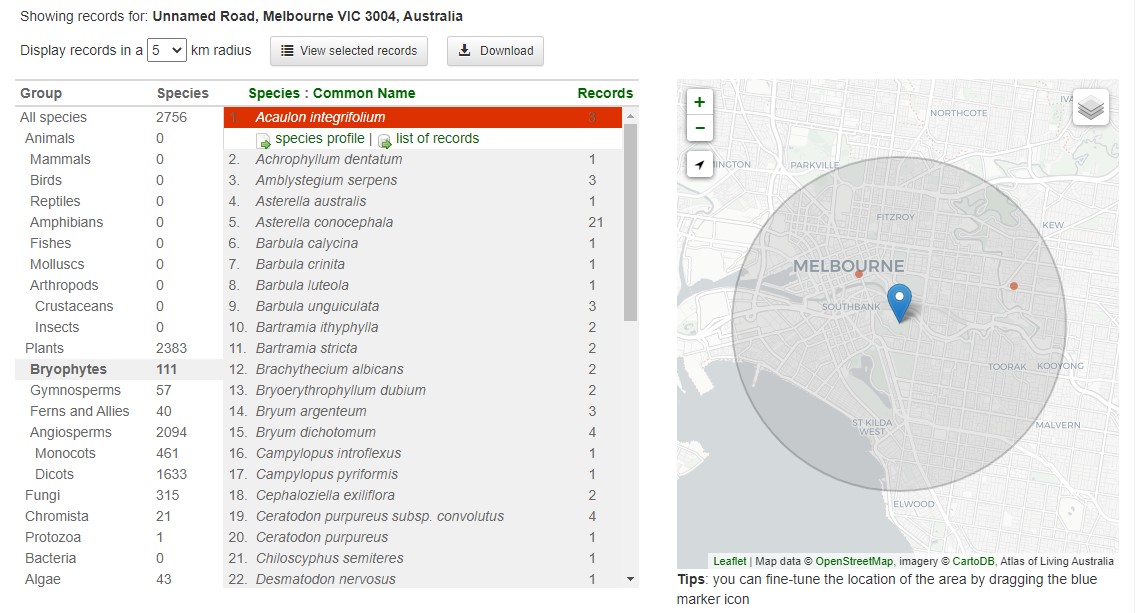 Showing records for: Unnamed Road, Melbourne VIC 3004, Australia
Display records in a 5 km radius View selected records Download
Group Species
All species 2756
Animals 0
Mammals 0
Birds 0
Reptiles 0
Amphibians 0
Fishes 0
Molluscs 0
Arthropods 0
Crustaceans 0
Insects 0
Plants 2383
Bryophytes 111
Gymnosperms 57
Ferns and Allies 40
Angiosperms 2094
Monocots 461
Dicots 1633
Fungi 315
Chromista 21
Protozoa 1
Bacteria 0
Algae 43
Species : Common Name Records
1. Acaulon integrifolium 3
species profile | list of records
2. Achrophyllum dentatum 1
3. Amblystegium serpens 3
4. Asterella australis 1
5. Asterella conocephala 21
6. Barbula calycina 1
7. Barbula crinita 1
8. Barbula luteola 1
9. Barbula unguiculata 3
10. Bartramia ithyphylla 2
11. Bartramia stricta 2
12. Brachythecium albicans 2
13. Bryoerythrophyllum dubium 2
14. Bryum argenteum 3
15. Bryum dichotomum 4
16. Campylopus introflexus 1
17. Campylopus pyriformis 1
18. Cephaloziella exiliflora 2
19. Ceratodon purpureus subsp. convolutus 4
20. Ceratodon purpureus 1
21. Chiloscyphus semiteres 1
22. Desmatodon nervosus 1
+
−
NORTHCOTE
PARKVILLE
FITZROY
KEW
MELBOURNE
SOUTHBANK
TOORAK KOOYONG
ST KILDA
WEST
MALVERN
ELWOOD
Leaflet | Map data © OpenStreetMap, imagery © CartoDB, Atlas of Living Australia
Tips: you can fine-tune the location of the area by dragging the blue
marker icon